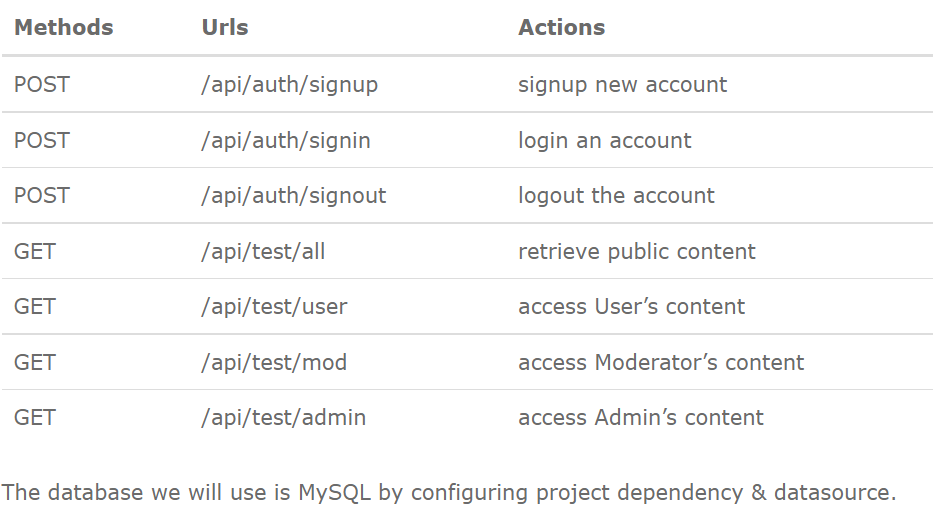 Methods Urls Actions
POST /api/auth/signup signup new account
POST /api/auth/signin login an account
POST /api/auth/signout logout the account
GET /api/test/all retrieve public content
GET /api/test/user access User’s content
GET /api/test/mod access Moderator’s content
GET /api/test/admin access Admin’s content
The database we will use is MySQL by configuring project dependency & datasource.